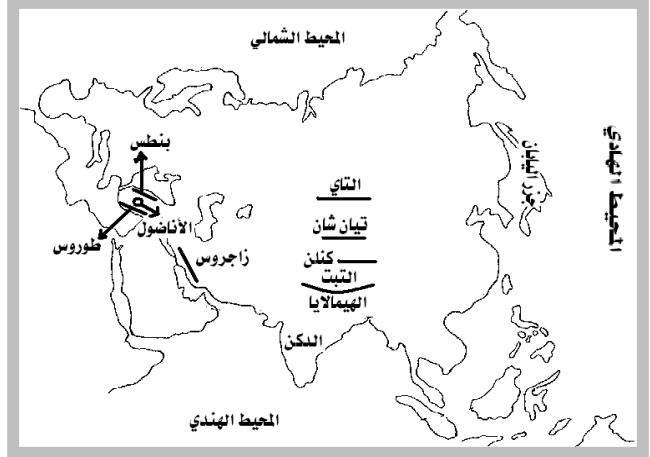 المحيط الشمالي
المحيط الهادي
جزر اليابان
بنطس
التاي
الأناضول
تيان شان
طوروس
زاجروس
كنلن
التبت
الهيمالايا
الدكن
المحيط الهندي